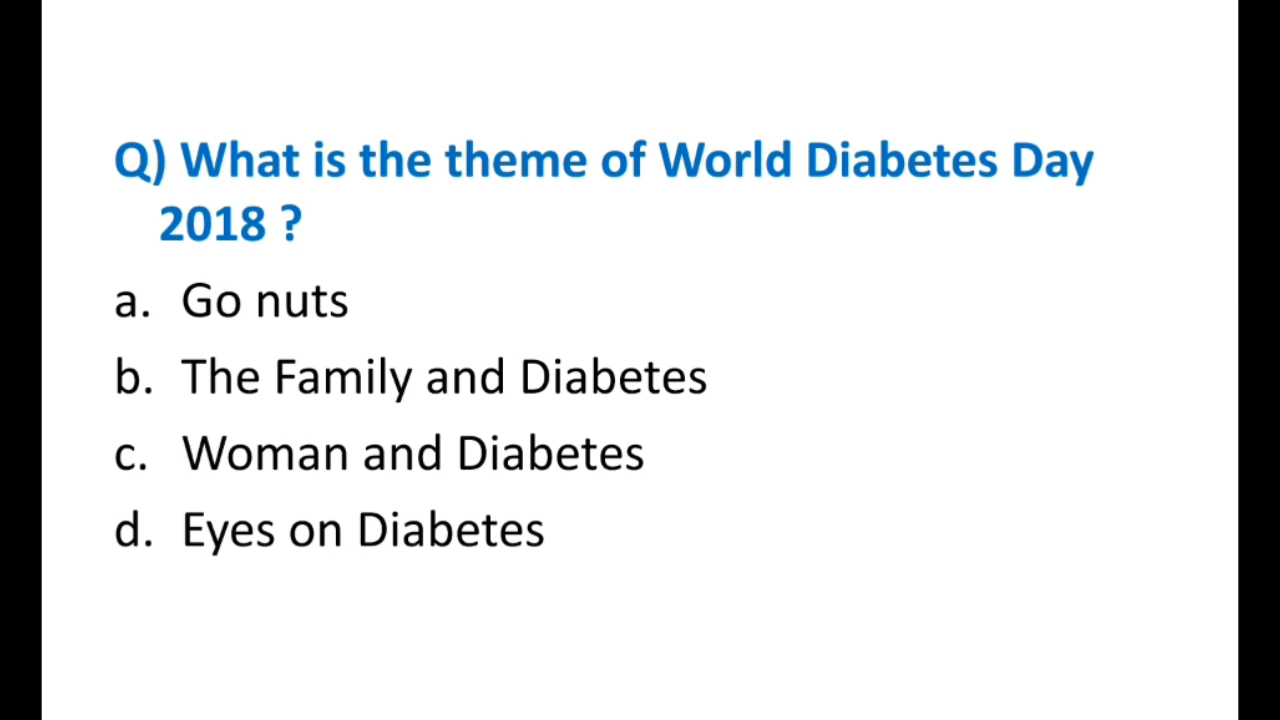 Q) What is the theme of World Diabetes Day
2018 ?
a. Go nuts
b. The Family and Diabetes
c. Woman and Diabetes
d. Eyes on Diabetes